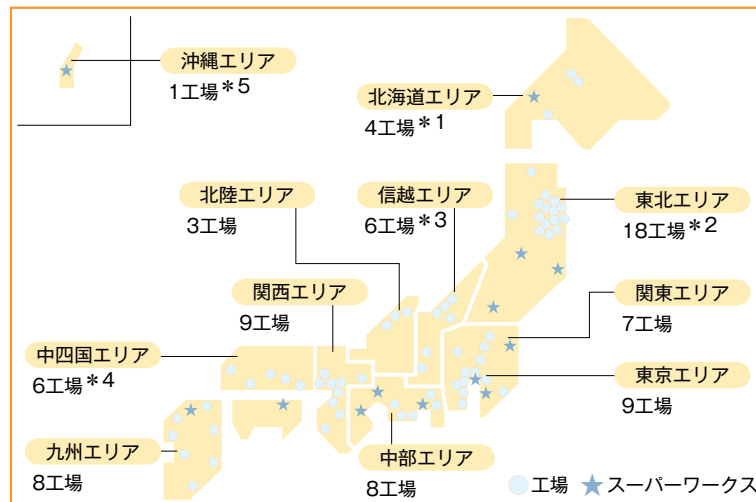 沖縄エリア
1工場*5
北海道エリア
4工場*1
北陸エリア
3工場
信越エリア
6工場*3
東北エリア
18工場*2
関西エリア
9工場
関東エリア
7工場
中四国エリア
6工場*4
東京エリア
9工場
九州エリア
8工場
中部エリア
8工場
工場 ★スーパーワークス